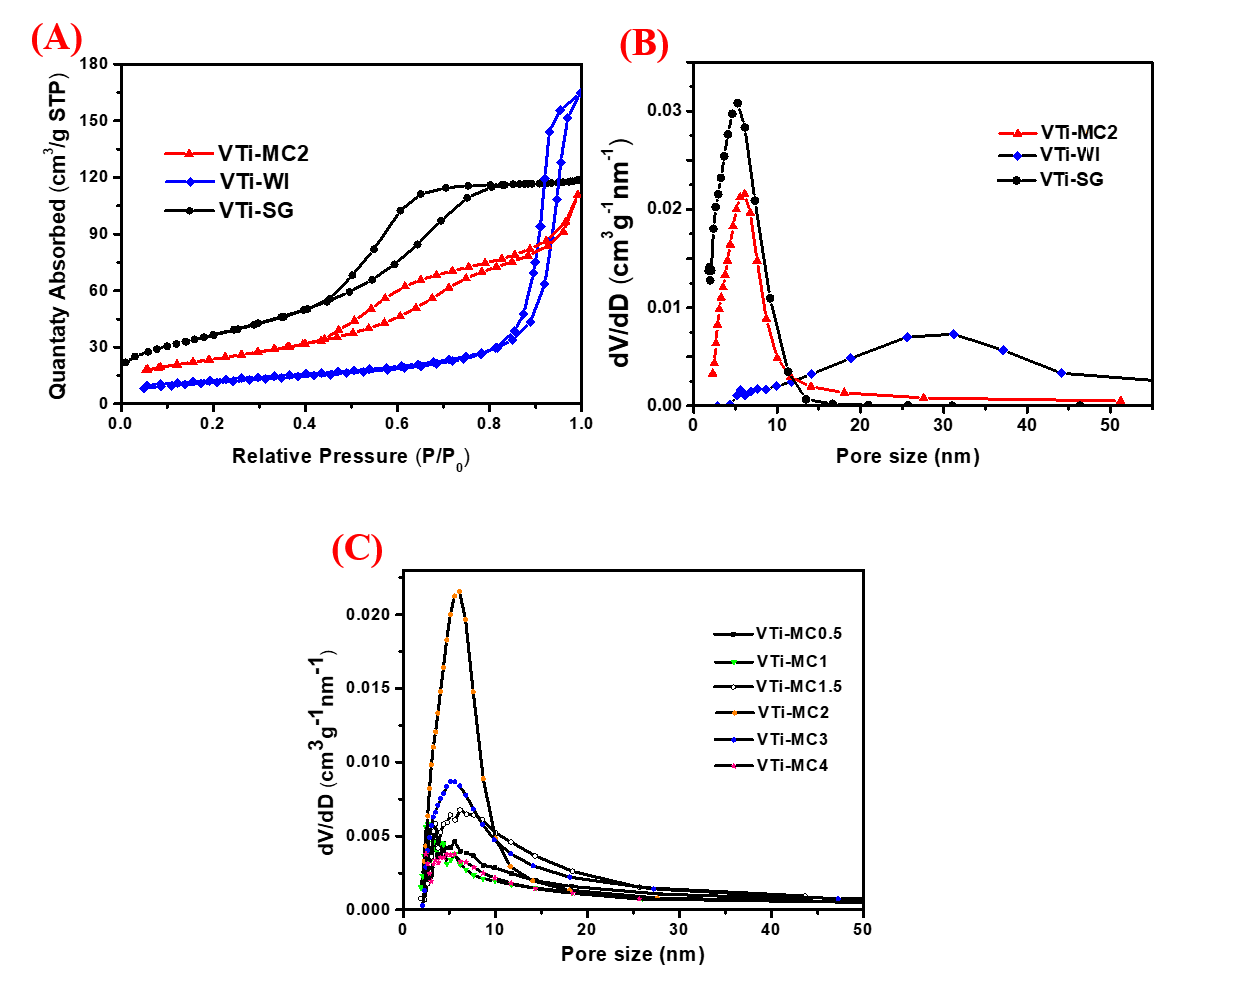 (A)
180
150
120
90
60
30
0
Quantaty Absorbed (cm³/g STP)
VTi-MC2
VTi-WI
VTi-SG
0.0 0.2 0.4 0.6 0.8 1.0
Relative Pressure (P/P₀)
(B)
0.03
0.02
0.01
0.00
dV/dD (cm³g⁻¹nm⁻¹)
VTi-MC2
VTi-WI
VTi-SG
0 10 20 30 40 50
Pore size (nm)
(C)
0.020
0.015
0.010
0.005
0.000
dV/dD (cm³g⁻¹nm⁻¹)
VTi-MC0.5
VTi-MC1
VTi-MC1.5
VTi-MC2
VTi-MC3
VTi-MC4
0 10 20 30 40 50
Pore size (nm)